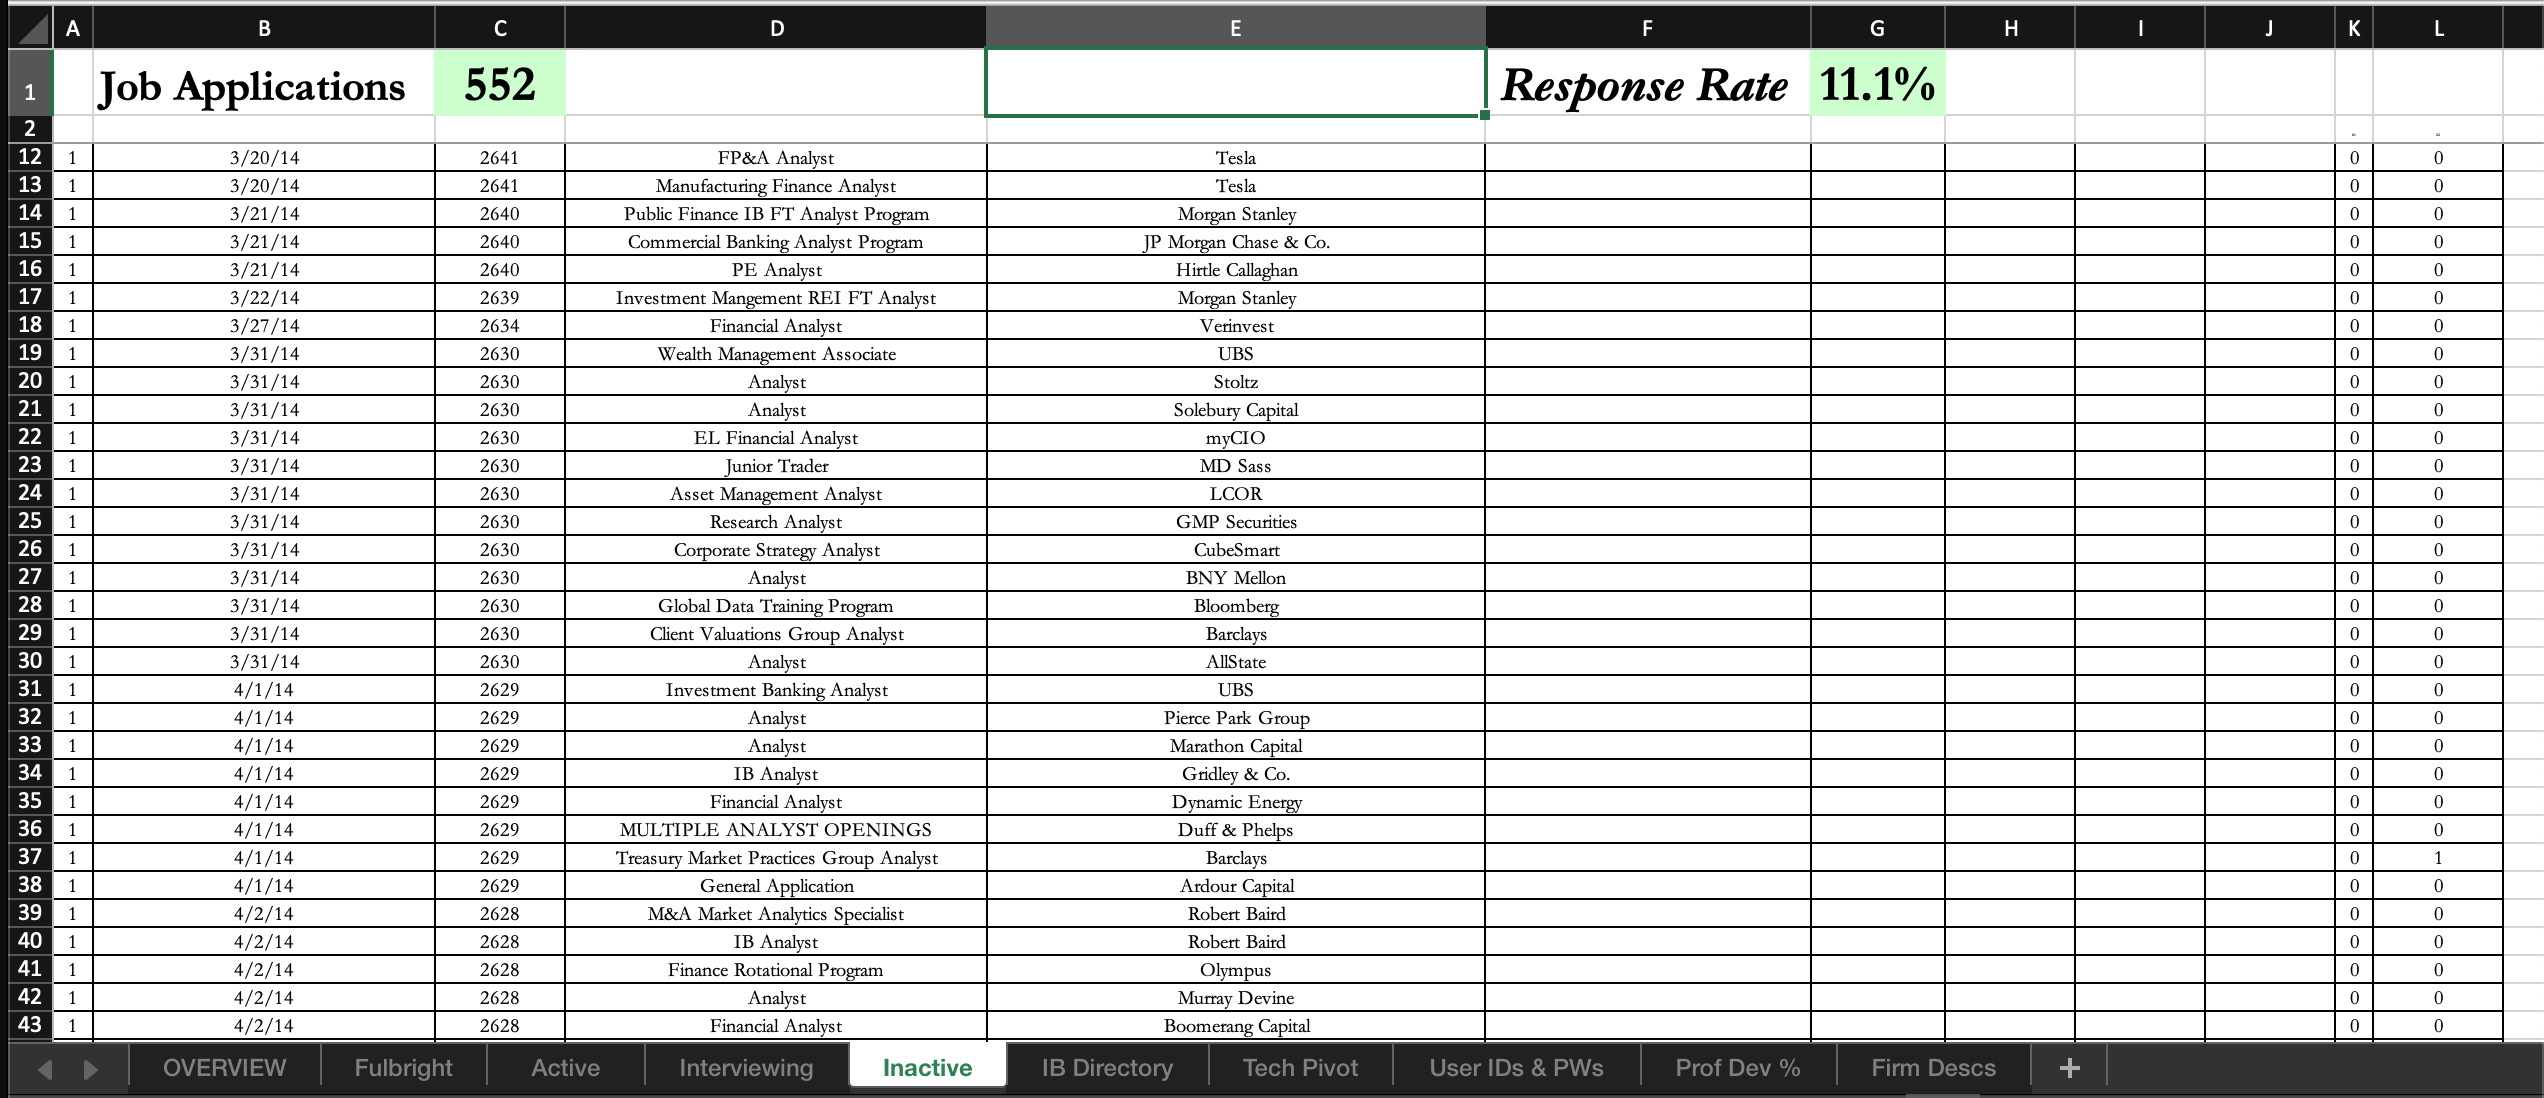 A B C D E F G H I J K L
1 Job Applications 552 Response Rate 11.1%
2
12 1 3/20/14 2641 FP&A Analyst Tesla 0 0
13 1 3/20/14 2641 Manufacturing Finance Analyst Tesla 0 0
14 1 3/21/14 2640 Public Finance IB FT Analyst Program Morgan Stanley 0 0
15 1 3/21/14 2640 Commercial Banking Analyst Program JP Morgan Chase & Co. 0 0
16 1 3/21/14 2640 PE Analyst Hirtle Callaghan 0 0
17 1 3/22/14 2639 Investment Mangement REI FT Analyst Morgan Stanley 0 0
18 1 3/27/14 2634 Financial Analyst Verinvest 0 0
19 1 3/31/14 2630 Wealth Management Associate UBS 0 0
20 1 3/31/14 2630 Analyst Stoltz 0 0
21 1 3/31/14 2630 Analyst Solebury Capital 0 0
22 1 3/31/14 2630 EL Financial Analyst myCIO 0 0
23 1 3/31/14 2630 Junior Trader MD Sass 0 0
24 1 3/31/14 2630 Asset Management Analyst LCOR 0 0
25 1 3/31/14 2630 Research Analyst GMP Securities 0 0
26 1 3/31/14 2630 Corporate Strategy Analyst CubeSmart 0 0
27 1 3/31/14 2630 Analyst BNY Mellon 0 0
28 1 3/31/14 2630 Global Data Training Program Bloomberg 0 0
29 1 3/31/14 2630 Client Valuations Group Analyst Barclays 0 0
30 1 3/31/14 2630 Analyst AllState 0 0
31 1 4/1/14 2629 Investment Banking Analyst UBS 0 0
32 1 4/1/14 2629 Analyst Pierce Park Group 0 0
33 1 4/1/14 2629 Analyst Marathon Capital 0 0
34 1 4/1/14 2629 IB Analyst Gridley & Co. 0 0
35 1 4/1/14 2629 Financial Analyst Dynamic Energy 0 0
36 1 4/1/14 2629 MULTIPLE ANALYST OPENINGS Duff & Phelps 0 0
37 1 4/1/14 2629 Treasury Market Practices Group Analyst Barclays 0 1
38 1 4/1/14 2629 General Application Ardour Capital 0 0
39 1 4/2/14 2628 M&A Market Analytics Specialist Robert Baird 0 0
40 1 4/2/14 2628 IB Analyst Robert Baird 0 0
41 1 4/2/14 2628 Finance Rotational Program Olympus 0 0
42 1 4/2/14 2628 Analyst Murray Devine 0 0
43 1 4/2/14 2628 Financial Analyst Boomerang Capital 0 0
OVERVIEW Fulbright Active Interviewing Inactive IB Directory Tech Pivot User IDs & PWs Prof Dev % Firm Descs +